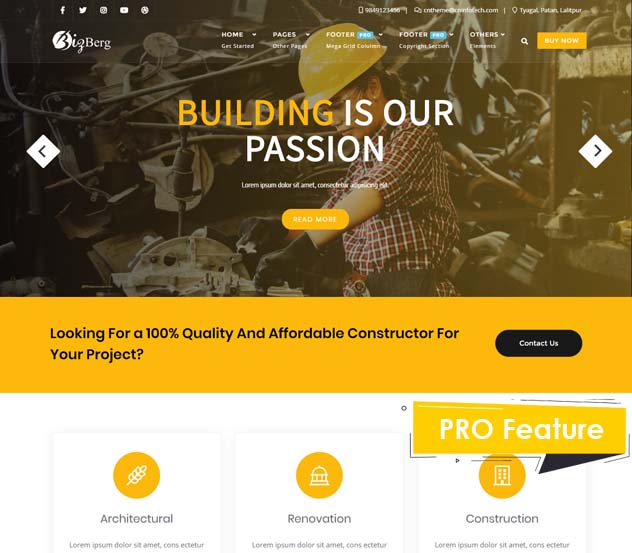 9849123456 | cntheme@cninfotech.com | Tyagal, Patan, Lalitpur
BizBerg
HOME PAGES FOOTER PRO FOOTER PRO OTHERS
Get Started Other Pages Mega Grid Column Copyright Section Elements
BUY NOW
BUILDING IS OUR
PASSION
Lorem ipsum dolor sit amet, consectetur adipisicing elit.
READ MORE
Looking For a 100% Quality And Affordable Constructor For
Your Project?
Contact Us
PRO Feature
Architectural Renovation Construction
Lorem ipsum dolor sit amet, cons ectetur Lorem ipsum dolor sit amet, cons ectetur Lorem ipsum dolor sit amet, cons ectetur